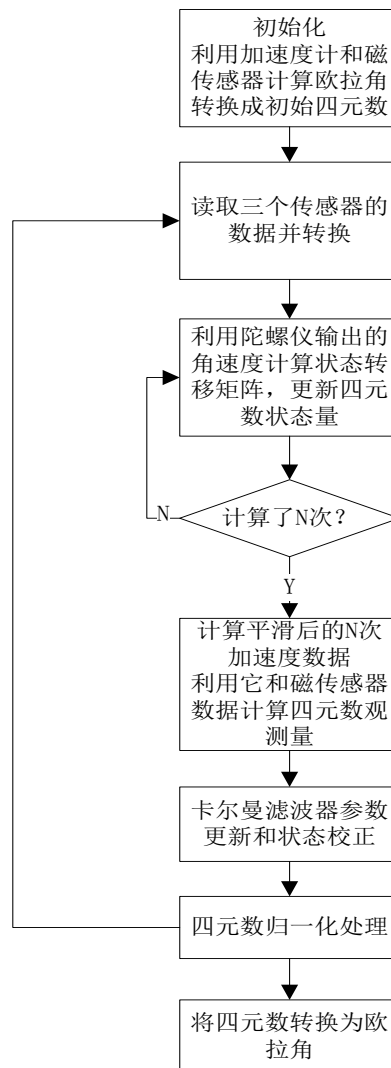 初始化
利用加速度计和磁
传感器计算欧拉角
转换成初始四元数
读取三个传感器的
数据并转换
利用陀螺仪输出的
角速度计算状态转
移矩阵，更新四元
数状态量
计算了N次？
N
Y
计算平滑后的N次
加速度数据
利用它和磁传感器
数据计算四元数观
测量
卡尔曼滤波器参数
更新和状态校正
四元数归一化处理
将四元数转换为欧
拉角